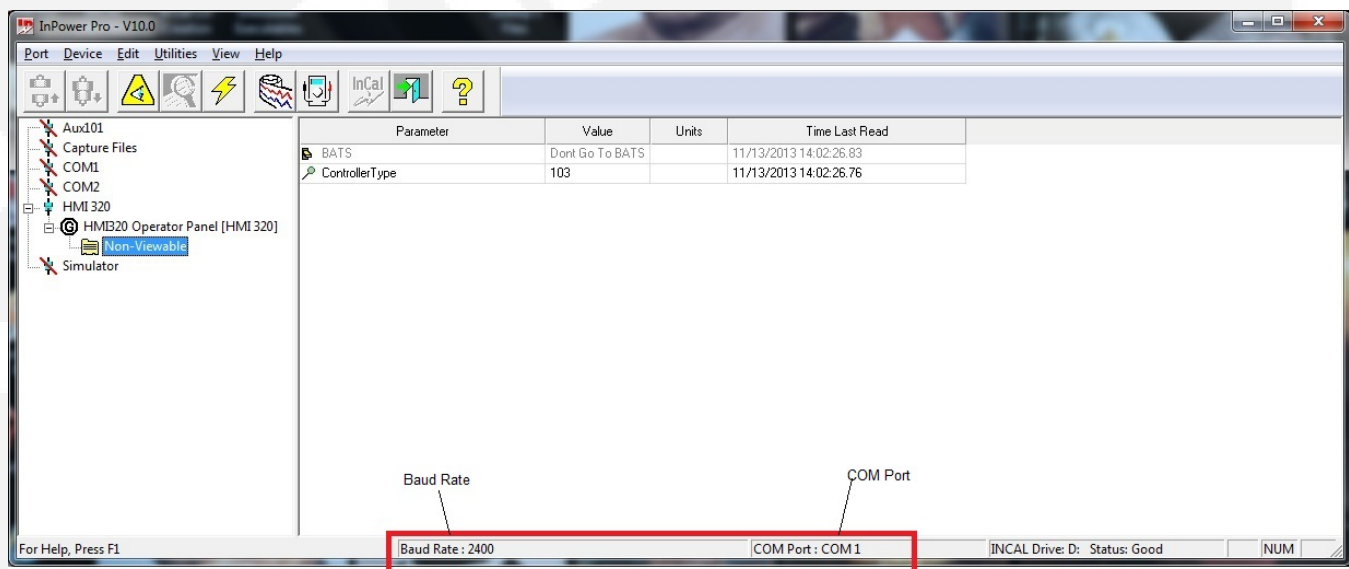 InPower Pro - V10.0
Port Device Edit Utilities View Help
InCal
Aux101
Capture Files
COM1
COM2
HMI 320
HMI320 Operator Panel [HMI 320]
Non-Viewable
Simulator
Parameter Value Units Time Last Read
BATS Dont Go To BATS 11/13/2013 14:02:26.83
ControllerType 103 11/13/2013 14:02:26.76
Baud Rate COM Port
For Help, Press F1 Baud Rate : 2400 COM Port : COM 1 INCAL Drive: D: Status: Good NUM